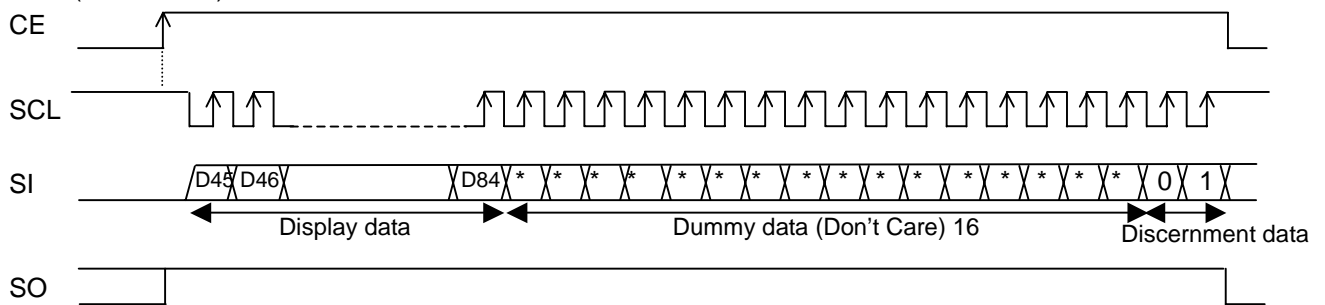 CE
SCL
SI D45 D46 D84 * * * * * * * * * * * * * * * * 0 1
Display data Dummy data (Don't Care) 16 Discernment data
SO